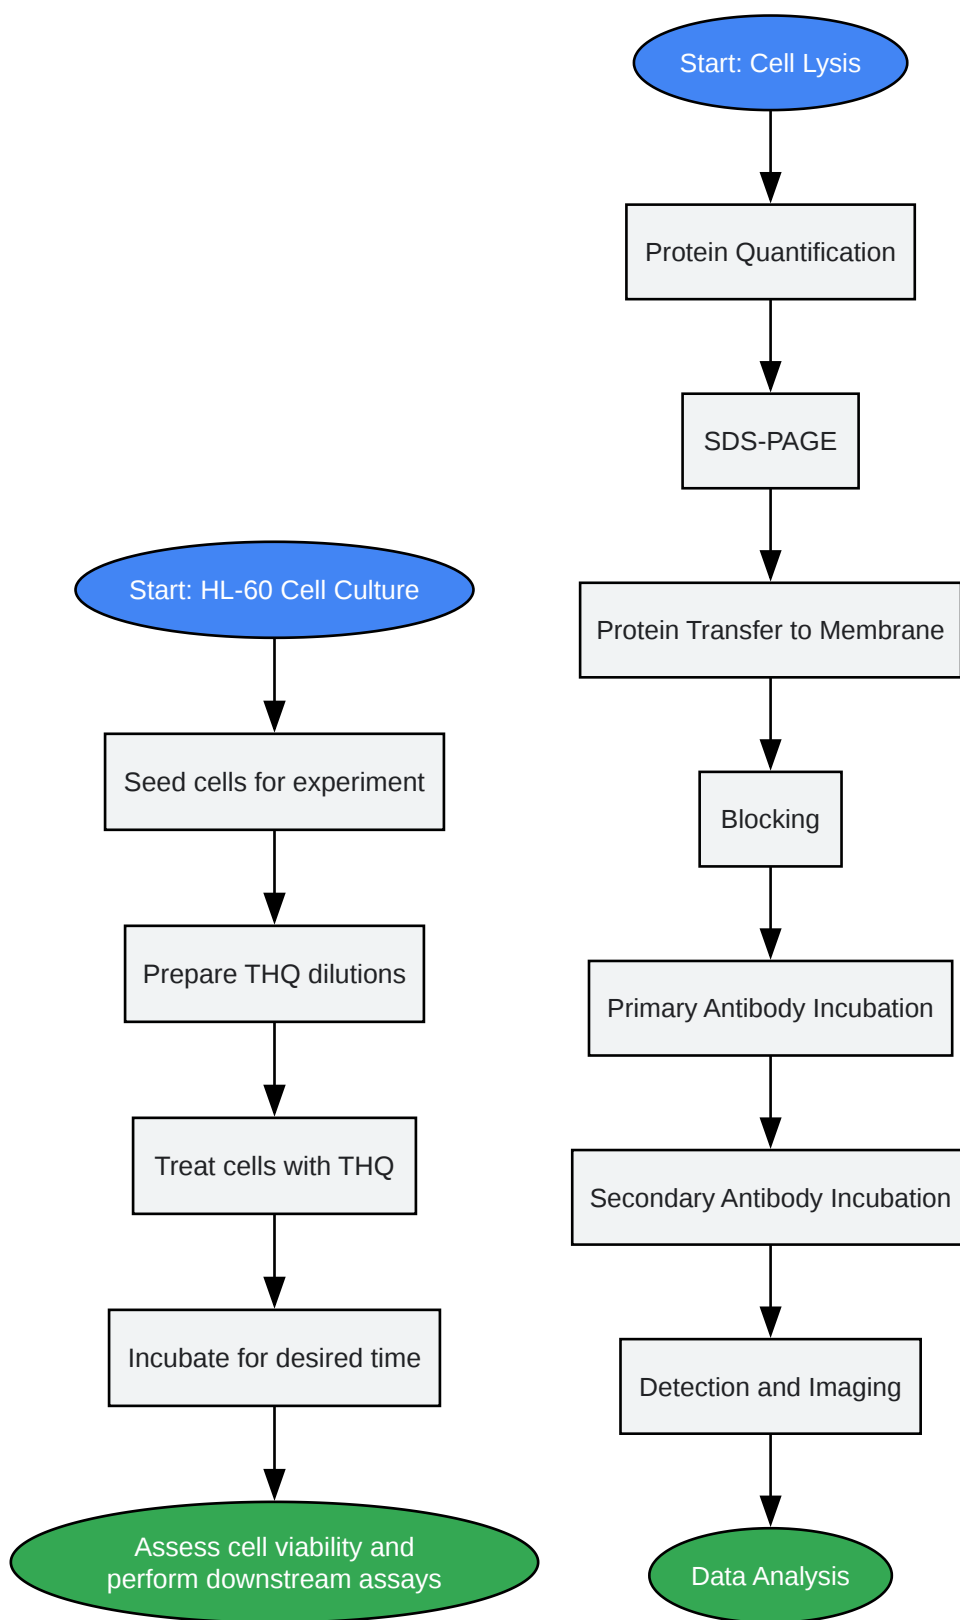 Start: HL-60 Cell Culture
Seed cells for experiment
Prepare THQ dilutions
Treat cells with THQ
Incubate for desired time
Assess cell viability and
perform downstream assays
Start: Cell Lysis
Protein Quantification
SDS-PAGE
Protein Transfer to Membrane
Blocking
Primary Antibody Incubation
Secondary Antibody Incubation
Detection and Imaging
Data Analysis